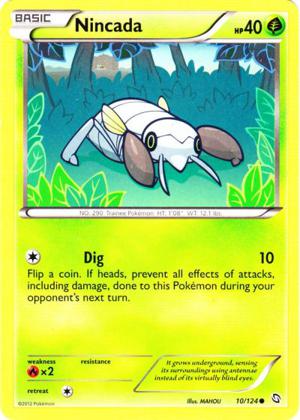 BASIC
Nincada
HP40
NO. 290 Trainee Pokémon HT: 1'08" WT: 12.1 lbs.
Dig 10
Flip a coin. If heads, prevent all effects of attacks,
including damage, done to this Pokémon during your
opponent's next turn.
weakness
resistance
×2
It grows underground, sensing
its surroundings using antennae
instead of its virtually blind eyes.
retreat
©2012 Pokémon
Illus. MAHOU
10/124